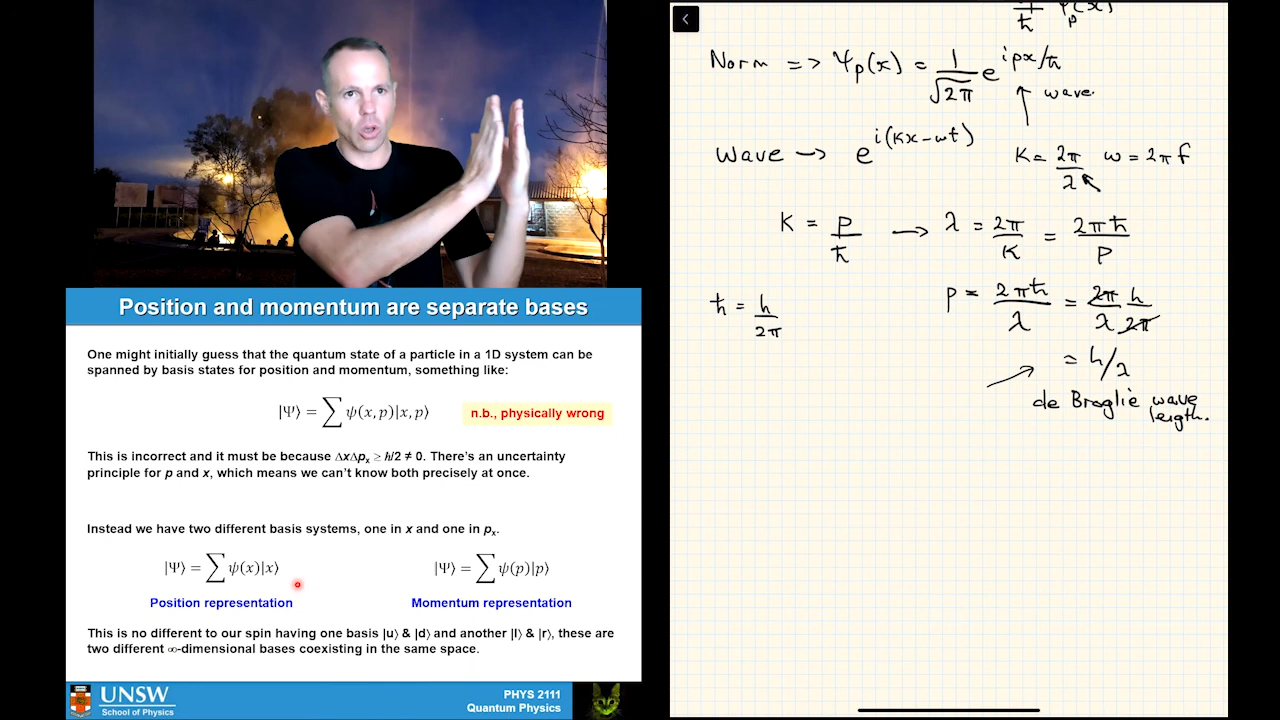 Position and momentum are separate bases
One might initially guess that the quantum state of a particle in a 1D system can be
spanned by basis states for position and momentum, something like:
|Ψ⟩ = ∑ ψ(x, p)|x, p⟩
n.b., physically wrong
This is incorrect and it must be because ΔxΔpₓ ≥ ℏ/2 ≠ 0. There's an uncertainty
principle for p and x, which means we can't know both precisely at once.
Instead we have two different basis systems, one in x and one in pₓ.
|Ψ⟩ = ∑ ψ(x)|x⟩
|Ψ⟩ = ∑ ψ(p)|p⟩
Position representation
Momentum representation
This is no different to our spin having one basis |u⟩ & |d⟩ and another |l⟩ & |r⟩, these are
two different ∞-dimensional bases coexisting in the same space.
UNSW
School of Physics
PHYS 2111
Quantum Physics
Norm => Ψp(x) = 1/√2π e^ipx/ħ
wave.
Wave → e^i(kx-ωt)
K = 2π/λ ω = 2πf
K = p/ħ → λ = 2π/K = 2πħ/p
ħ = h/2π
p = 2πħ/λ = 2π/λ h/2π
= h/λ
de Broglie wave
length.